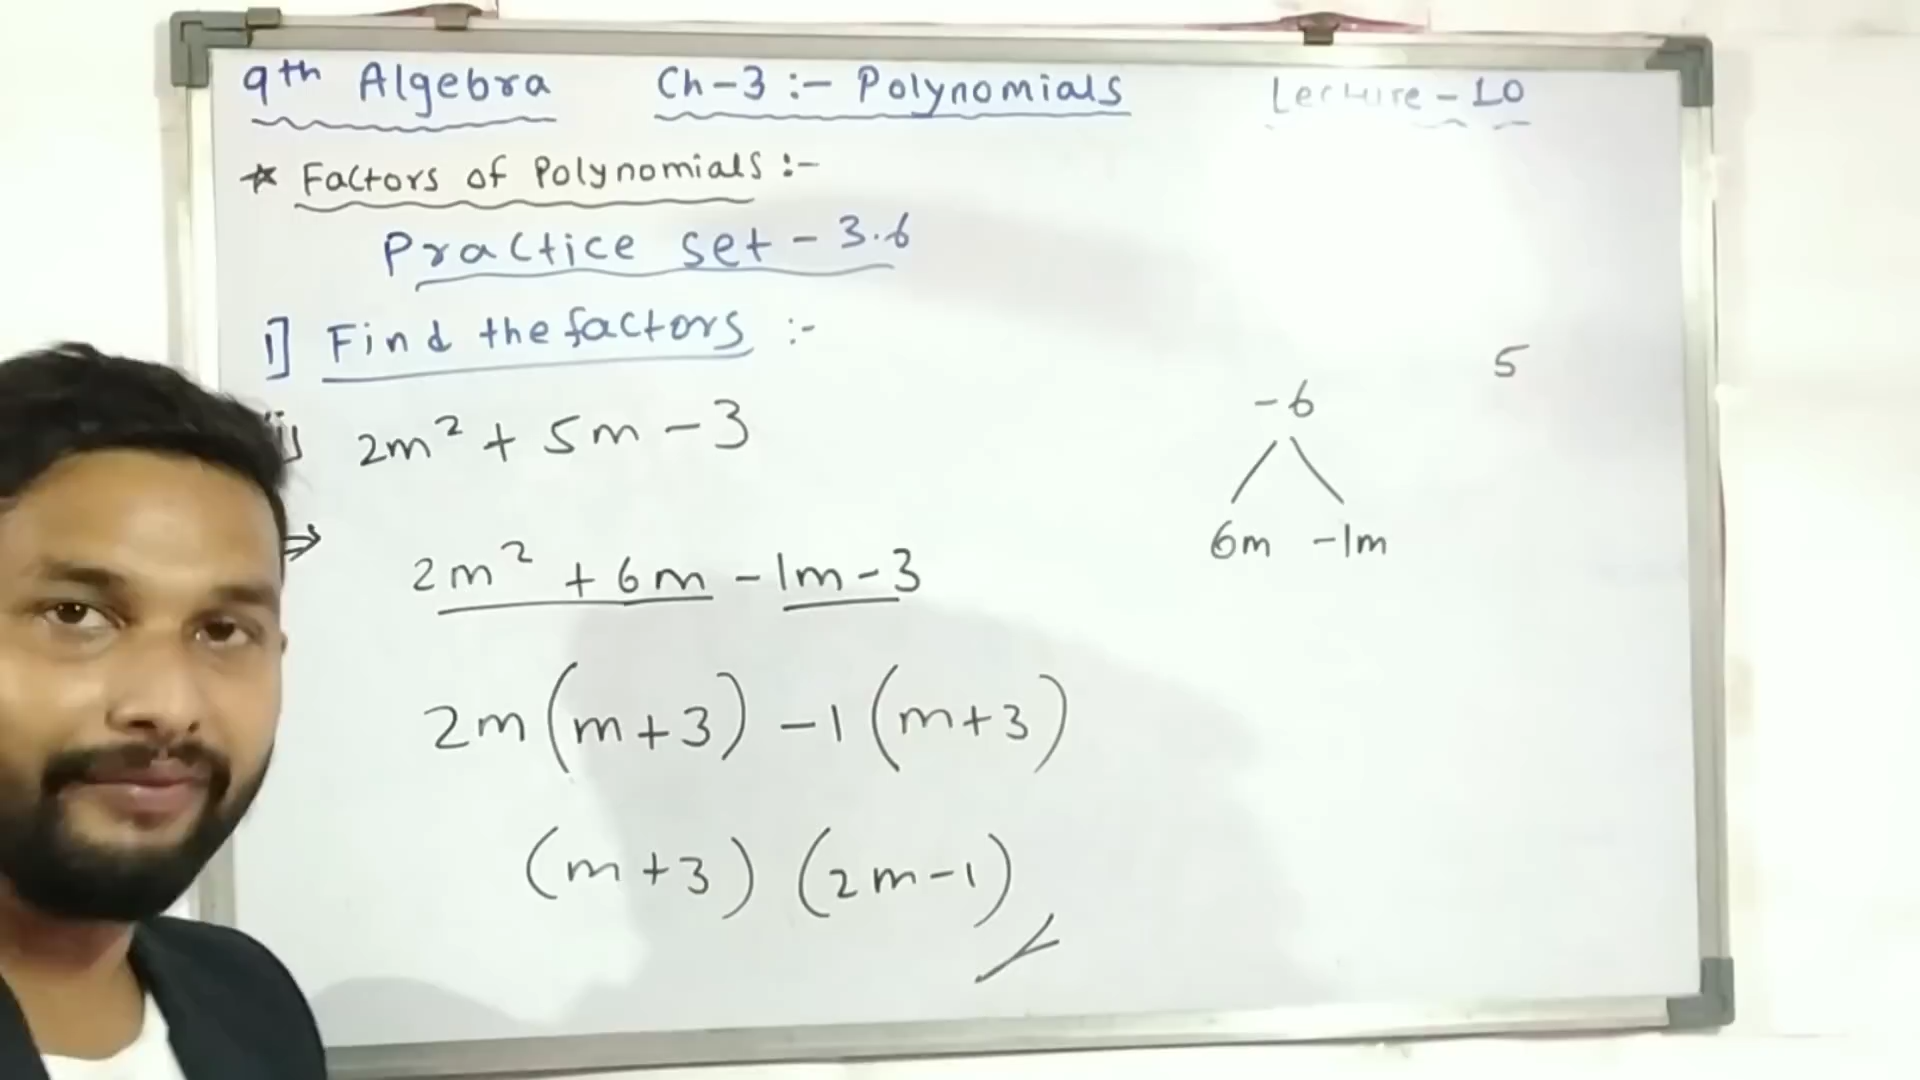 9th Algebra Ch-3 :- Polynomials Lecture - 10
* Factors of Polynomials :-
Practice set - 3.6
1] Find the factors :-
ii) 2m² + 5m - 3
⇒ 2m² + 6m - 1m - 3
2m (m+3) - 1 (m+3)
(m+3) (2m-1)
5
-6
6m -1m